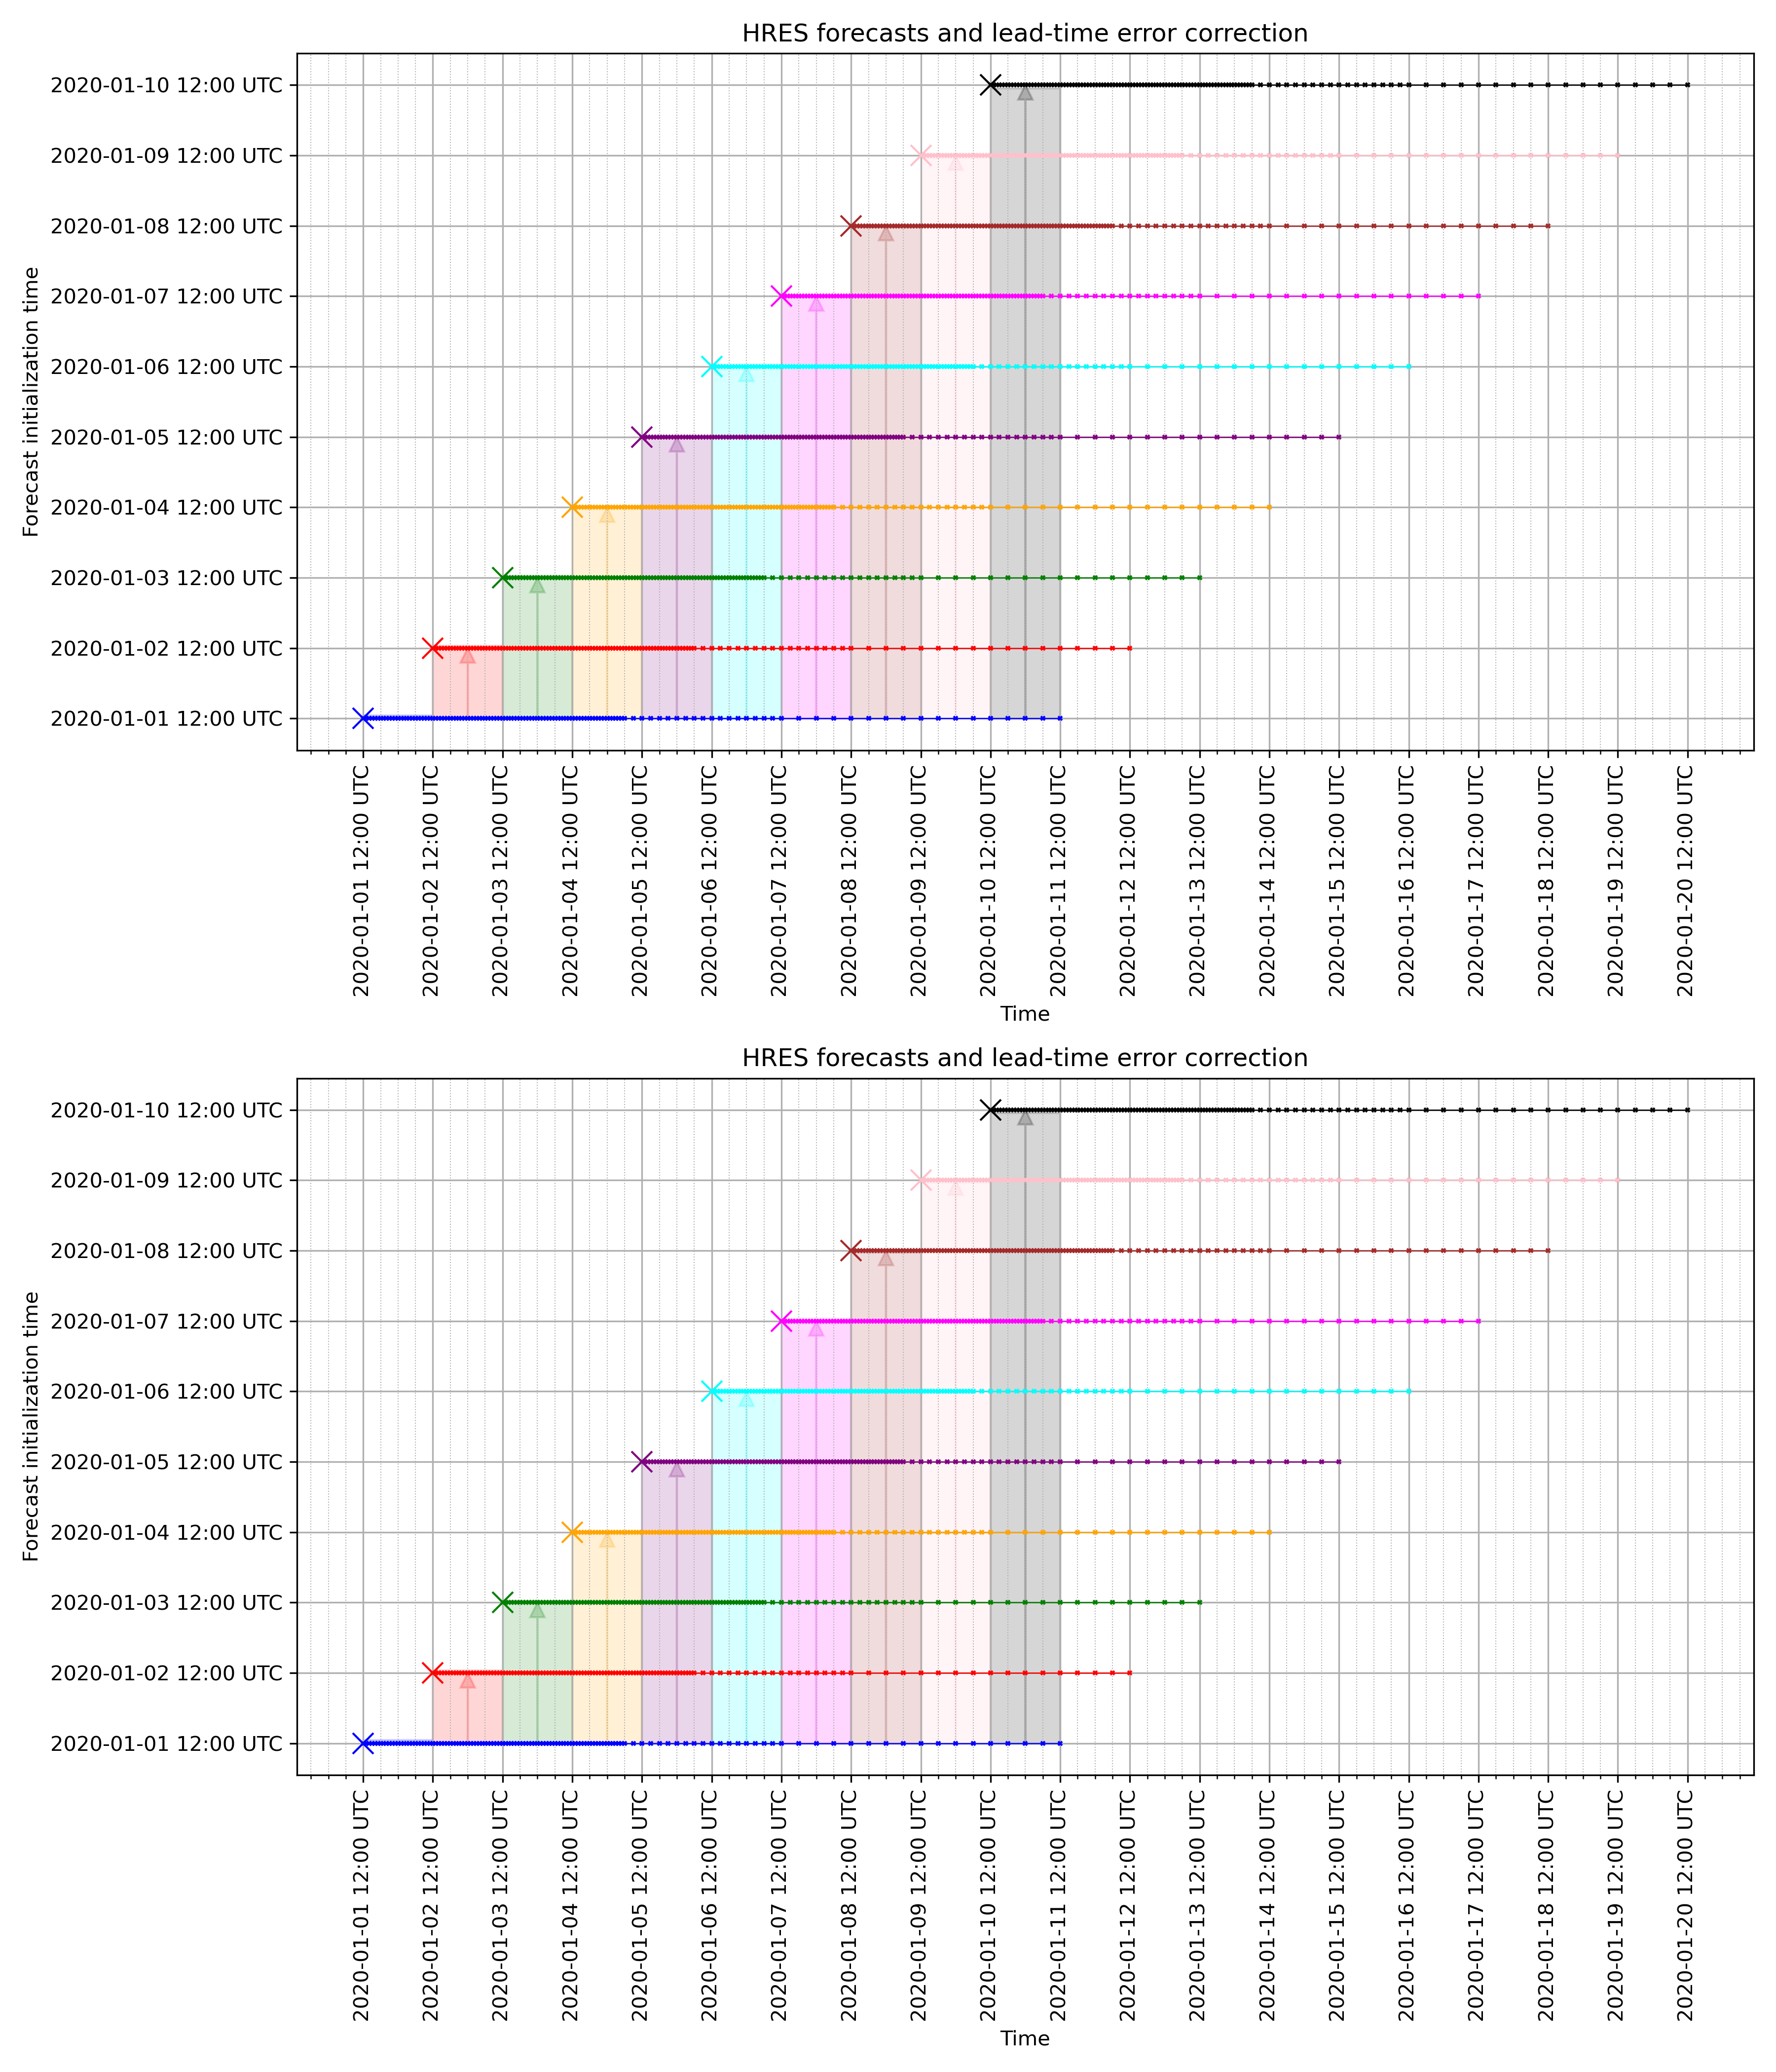 HRES forecasts and lead-time error correction
Forecast initialization time
2020-01-10 12:00 UTC
2020-01-09 12:00 UTC
2020-01-08 12:00 UTC
2020-01-07 12:00 UTC
2020-01-06 12:00 UTC
2020-01-05 12:00 UTC
2020-01-04 12:00 UTC
2020-01-03 12:00 UTC
2020-01-02 12:00 UTC
2020-01-01 12:00 UTC
2020-01-01 12:00 UTC
2020-01-02 12:00 UTC
2020-01-03 12:00 UTC
2020-01-04 12:00 UTC
2020-01-05 12:00 UTC
2020-01-06 12:00 UTC
2020-01-07 12:00 UTC
2020-01-08 12:00 UTC
2020-01-09 12:00 UTC
2020-01-10 12:00 UTC
2020-01-11 12:00 UTC
2020-01-12 12:00 UTC
2020-01-13 12:00 UTC
2020-01-14 12:00 UTC
2020-01-15 12:00 UTC
2020-01-16 12:00 UTC
2020-01-17 12:00 UTC
2020-01-18 12:00 UTC
2020-01-19 12:00 UTC
2020-01-20 12:00 UTC
Time
HRES forecasts and lead-time error correction
Forecast initialization time
2020-01-10 12:00 UTC
2020-01-09 12:00 UTC
2020-01-08 12:00 UTC
2020-01-07 12:00 UTC
2020-01-06 12:00 UTC
2020-01-05 12:00 UTC
2020-01-04 12:00 UTC
2020-01-03 12:00 UTC
2020-01-02 12:00 UTC
2020-01-01 12:00 UTC
2020-01-01 12:00 UTC
2020-01-02 12:00 UTC
2020-01-03 12:00 UTC
2020-01-04 12:00 UTC
2020-01-05 12:00 UTC
2020-01-06 12:00 UTC
2020-01-07 12:00 UTC
2020-01-08 12:00 UTC
2020-01-09 12:00 UTC
2020-01-10 12:00 UTC
2020-01-11 12:00 UTC
2020-01-12 12:00 UTC
2020-01-13 12:00 UTC
2020-01-14 12:00 UTC
2020-01-15 12:00 UTC
2020-01-16 12:00 UTC
2020-01-17 12:00 UTC
2020-01-18 12:00 UTC
2020-01-19 12:00 UTC
2020-01-20 12:00 UTC
Time